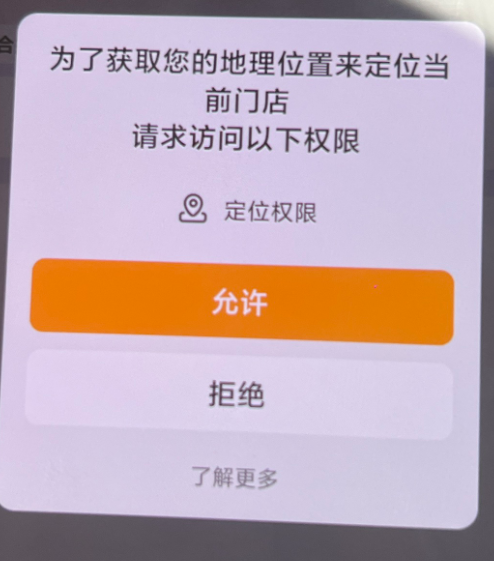 合
为了获取您的地理位置来定位当
前门店
请求访问以下权限
定位权限
允许
拒绝
了解更多